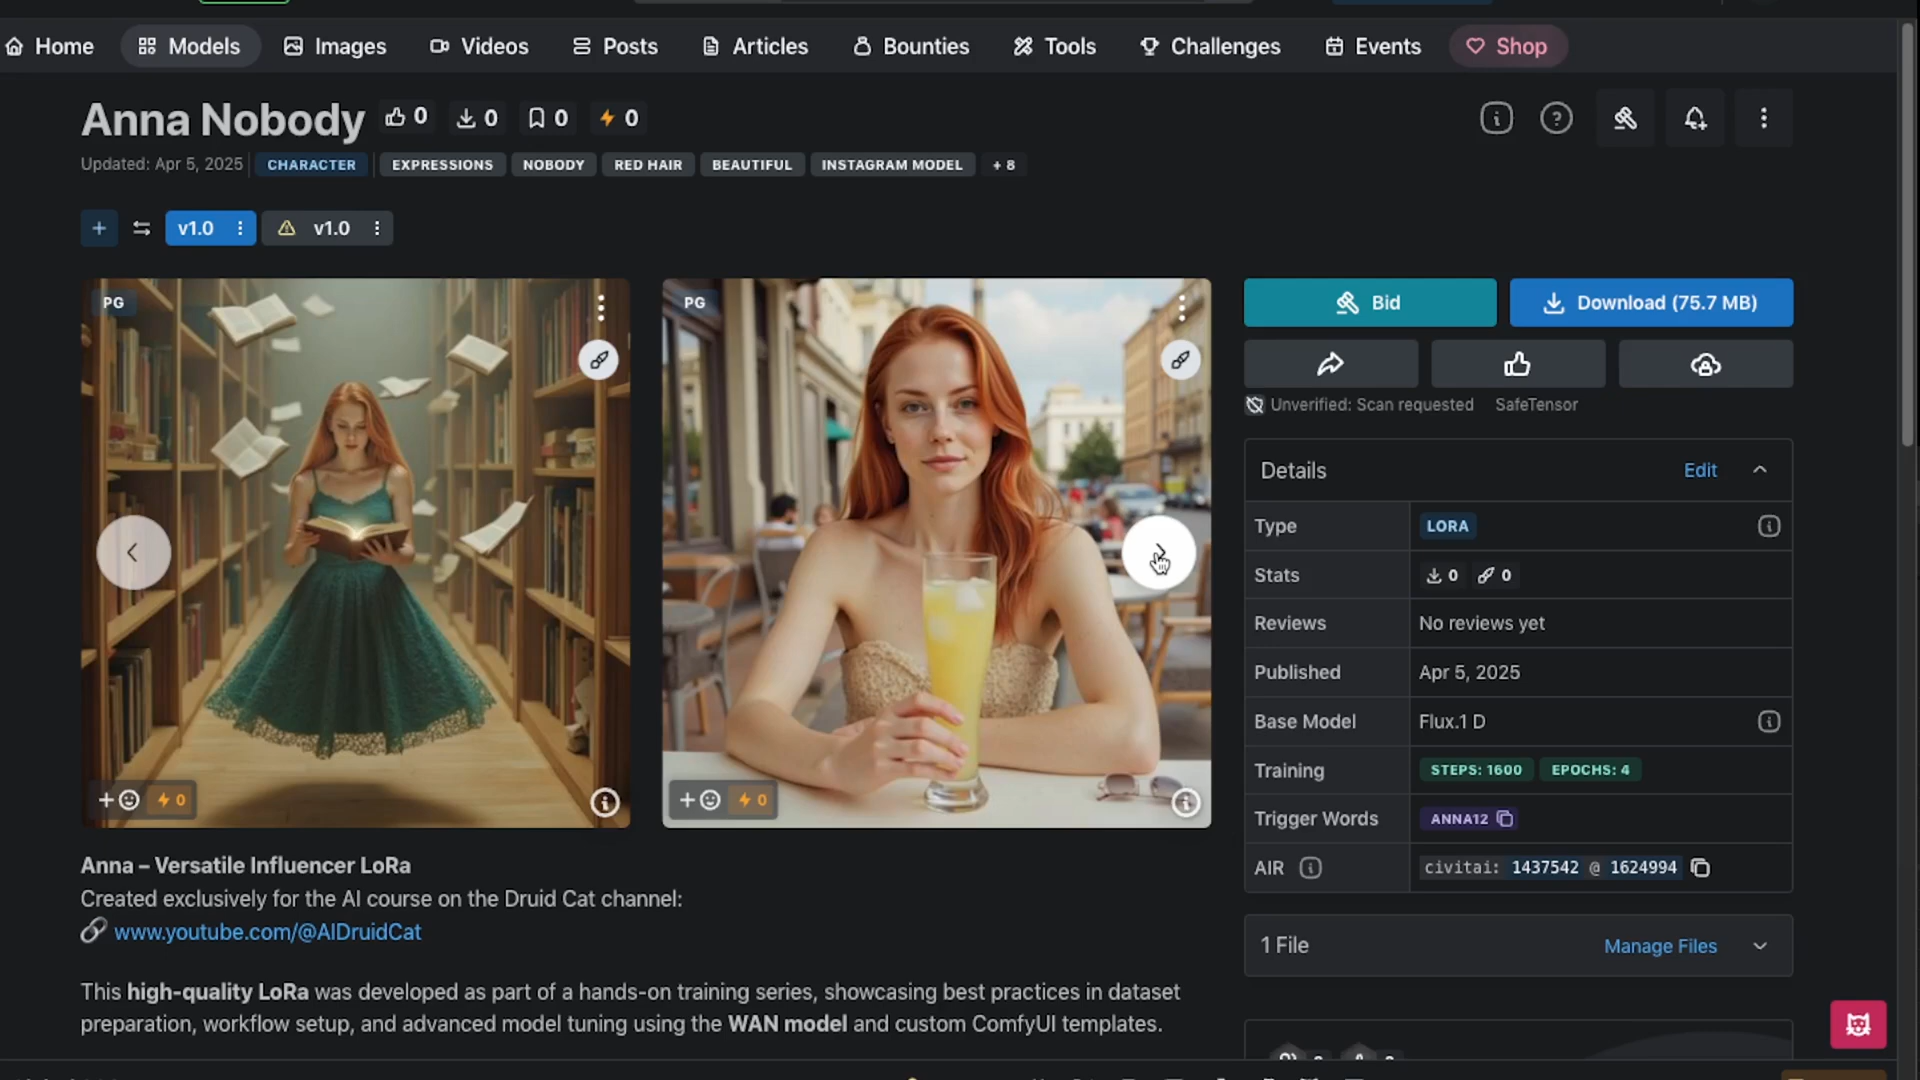 Home Models Images Videos Posts Articles Bounties Tools Challenges Events Shop
Anna Nobody 0 0 0 0
Updated: Apr 5, 2025 CHARACTER EXPRESSIONS NOBODY RED HAIR BEAUTIFUL INSTAGRAM MODEL + 8
v1.0 v1.0
PG PG
Bid Download (75.7 MB)
Unverified: Scan requested SafeTensor
Details Edit
Type LORA
Stats 0 0
Reviews No reviews yet
Published Apr 5, 2025
Base Model Flux.1 D
Training STEPS: 1600 EPOCHS: 4
Trigger Words ANNA12
AIR civitai: 1437542 @ 1624994
1 File Manage Files
0 0
Anna – Versatile Influencer LoRa
Created exclusively for the AI course on the Druid Cat channel:
www.youtube.com/@AIDruidCat
This high-quality LoRa was developed as part of a hands-on training series, showcasing best practices in dataset
preparation, workflow setup, and advanced model tuning using the WAN model and custom ComfyUI templates.